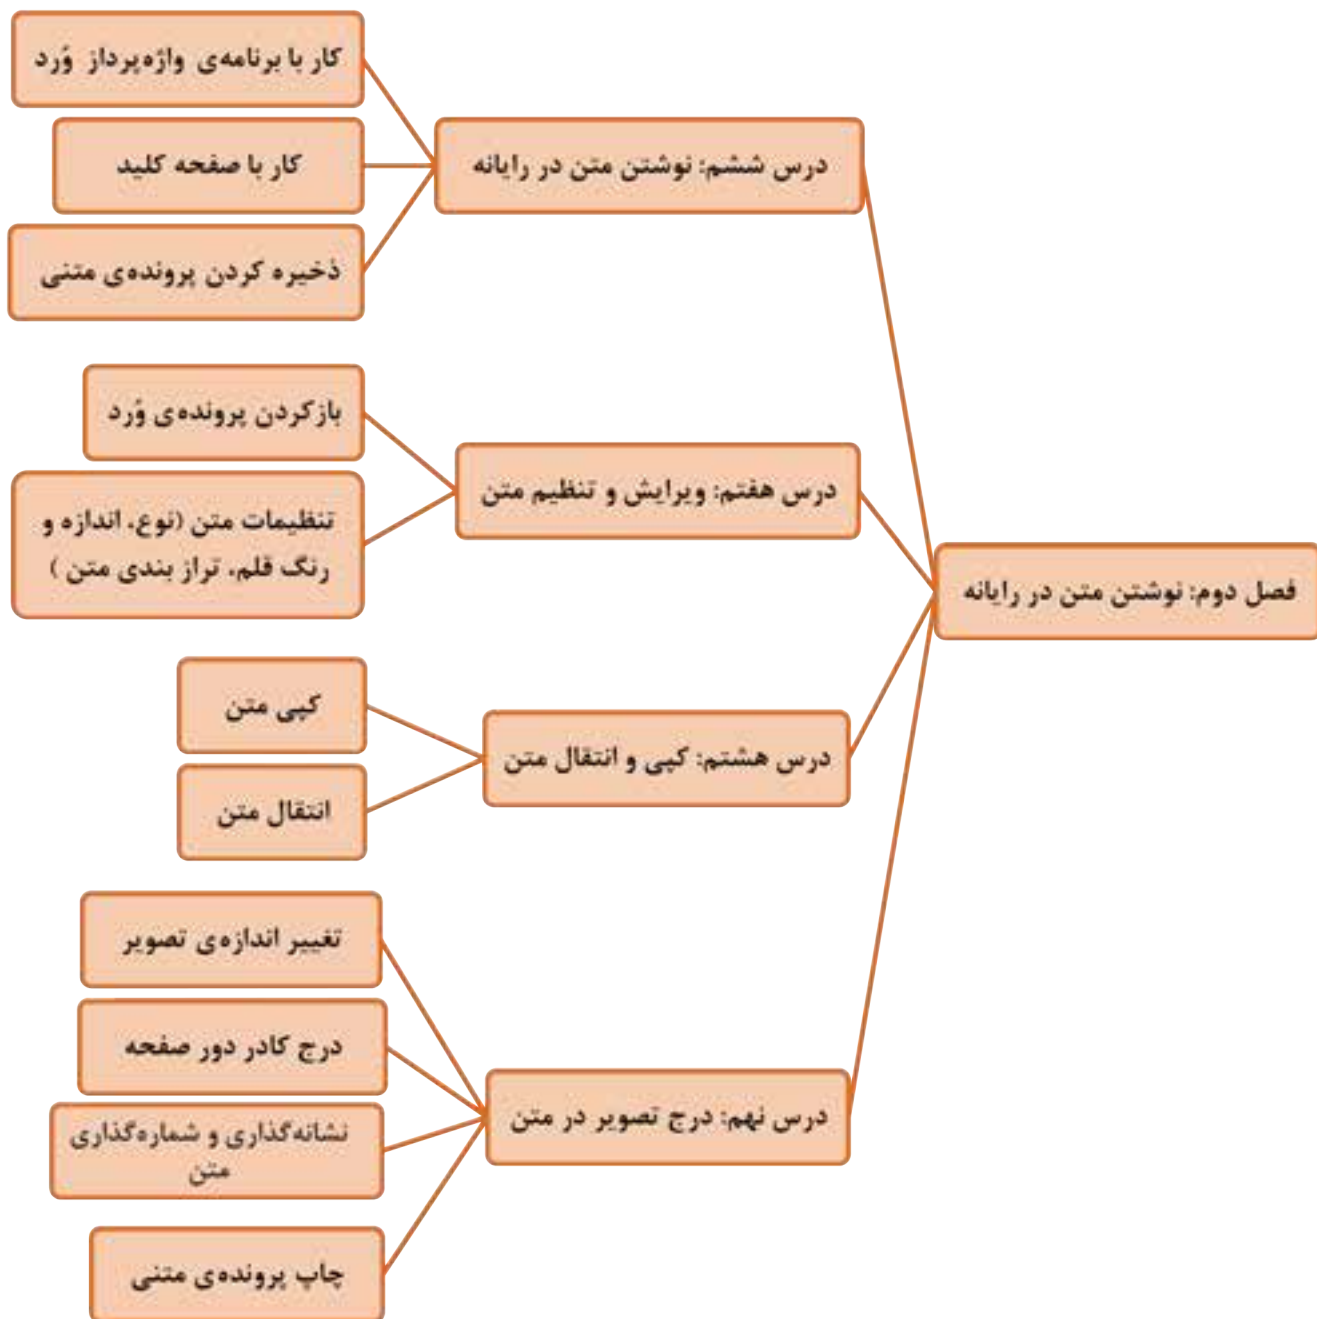 فصل دوم: نوشتن متن در رایانه
درس ششم: نوشتن متن در رایانه
کار با برنامه‌ی واژه‌پرداز وُرد
کار با صفحه کلید
ذخیره کردن پرونده‌ی متنی
درس هفتم: ویرایش و تنظیم متن
بازکردن پرونده‌ی وُرد
تنظیمات متن (نوع، اندازه و
رنگ قلم، تراز بندی متن )
درس هشتم: کپی و انتقال متن
کپی متن
انتقال متن
درس نهم: درج تصویر در متن
تغییر اندازه‌ی تصویر
درج کادر دور صفحه
نشانه‌گذاری و شماره‌گذاری
متن
چاپ پرونده‌ی متنی